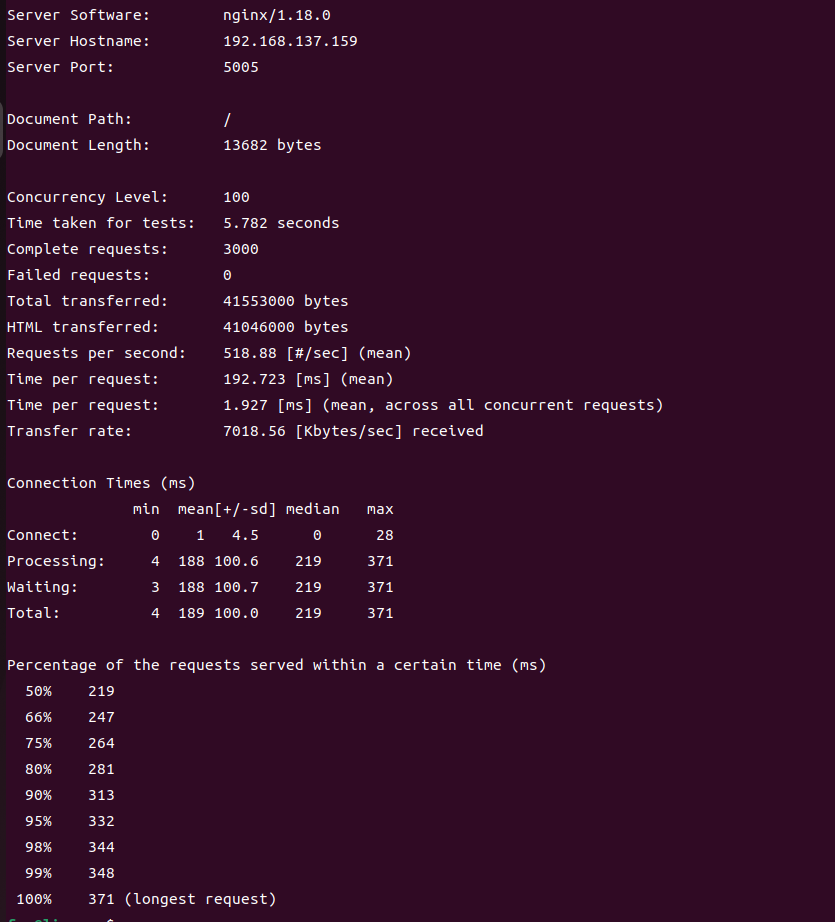 Server Software:        nginx/1.18.0
Server Hostname:        192.168.137.159
Server Port:            5005

Document Path:          /
Document Length:        13682 bytes

Concurrency Level:      100
Time taken for tests:   5.782 seconds
Complete requests:      3000
Failed requests:        0
Total transferred:      41553000 bytes
HTML transferred:       41046000 bytes
Requests per second:    518.88 [#/sec] (mean)
Time per request:       192.723 [ms] (mean)
Time per request:       1.927 [ms] (mean, across all concurrent requests)
Transfer rate:          7018.56 [Kbytes/sec] received

Connection Times (ms)
              min  mean[+/-sd] median   max
Connect:        0    1   4.5      0      28
Processing:     4  188 100.6    219     371
Waiting:        3  188 100.7    219     371
Total:          4  189 100.0    219     371

Percentage of the requests served within a certain time (ms)
  50%    219
  66%    247
  75%    264
  80%    281
  90%    313
  95%    332
  98%    344
  99%    348
 100%    371 (longest request)